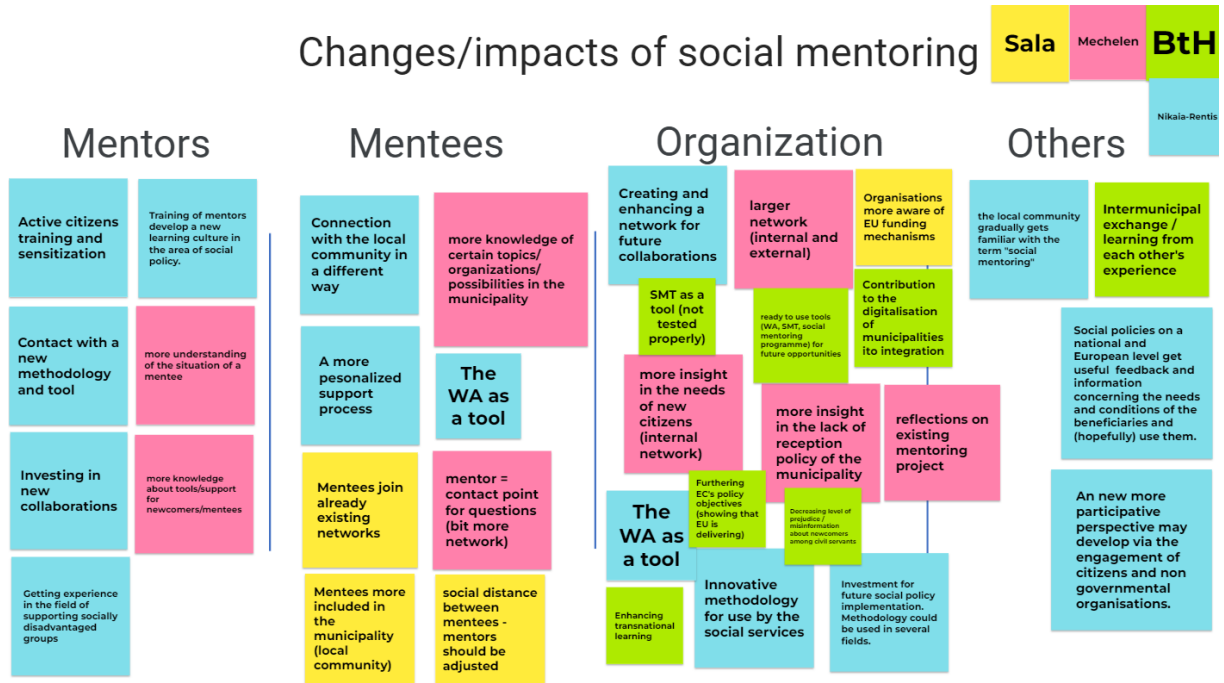 Changes/impacts of social mentoring
Sala
Mechelen
BtH
Nikaia-Rentis
Mentors
Active citizens
training and
sensitization
Training of mentors
develop a new
learning culture in
the area of social
policy.
Contact with a
new
methodology
and tool
more understanding
of the situation of a
mentee
Investing in
new
collaborations
more knowledge
about tools/support
for
newcomers/mentees
Getting experience
in the field of
supporting socially
disadvantaged
groups
Mentees
Connection
with the local
community in
a different
way
more knowledge of
certain topics/
organizations/
possibilities in the
municipality
A more
pesonalized
support
process
The
WA as
a tool
Mentees join
already
existing
networks
mentor =
contact point
for questions
(bit more
network)
Mentees more
included in
the
municipality
(local
community)
social
distance
between
mentees -
mentors
should be
adjusted
Organization
Creating and
enhancing a
network for
future
collaborations
larger
network
(internal and
external)
Organisations
more aware of
EU funding
mechanisms
SMT as a
tool (not
tested
properly)
ready to use tools
(WA, SMT, social
mentoring
programme) for
future opportunities
Contribution
to the
digitalisation
of
municipalities
ito integration
more insight
in the needs
of new
citizens
(internal
network)
more insight
in the lack of
reception
policy of the
municipality
reflections on
existing
mentoring
project
The
WA as
a tool
Furthering
EC's policy
objectives
(showing that
EU is
delivering)
Decreasing level of
prejudice /
misinformation
about newcomers
among civil servants
Enhancing
transnational
learning
Innovative
methodology
for use by the
social services
Investment for
future social policy
implementation.
Methodology could
be used in several
fields.
Others
the local community
gradually gets
familiar with the
term "social
mentoring"
Intermunicipal
exchange /
learning from
each other's
experience
Social policies on a
national and
European level get
useful feedback and
information
concerning the needs
and conditions of the
beneficiaries and
(hopefully) use them.
An new more
participative
perspective may
develop via the
engagement of
citizens and non
governmental
organisations.